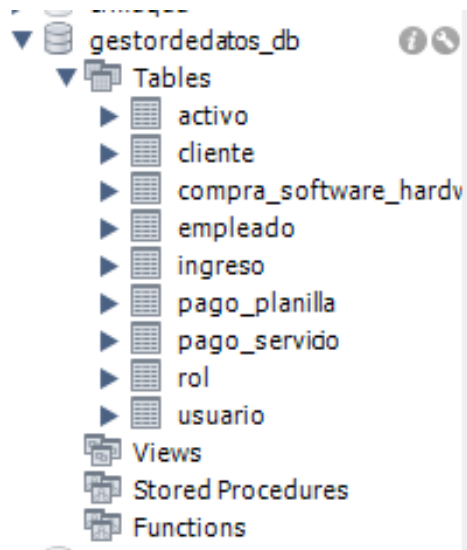 gestordedatos_db
Tables
activo
cliente
compra_software_hardw
empleado
ingreso
pago_planilla
pago_servicio
rol
usuario
Views
Stored Procedures
Functions